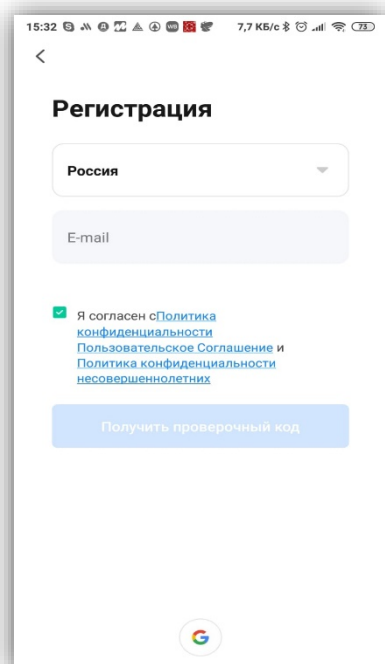 15:32 7,7 КБ/с 73
Регистрация
Россия
E-mail
Я согласен сПолитика
конфиденциальности
Пользовательское Соглашение и
Политика конфиденциальности
несовершеннолетних
Получить проверочный код